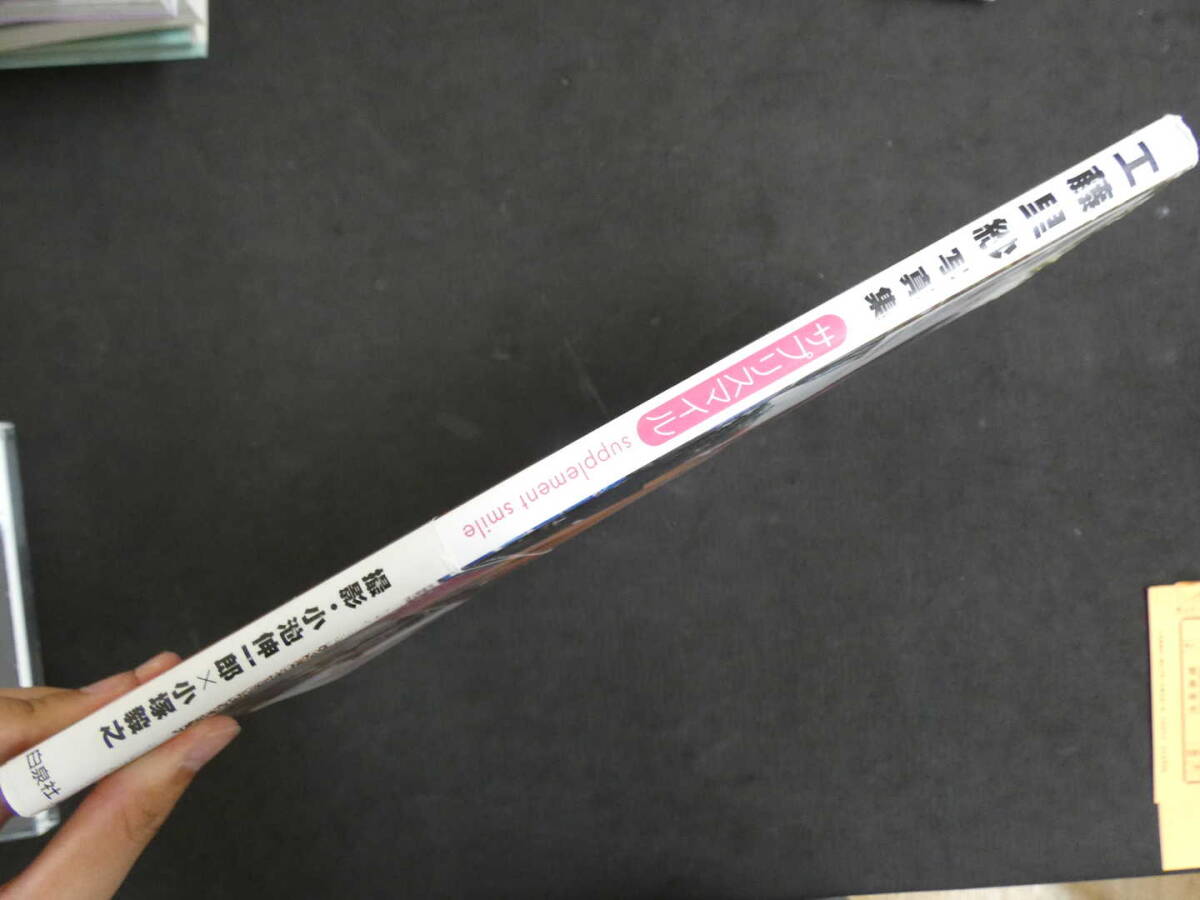 工藤里紗写真集
サプリスマイル
supplement smile
撮影・小池伸一郎×小塚毅之
白泉社